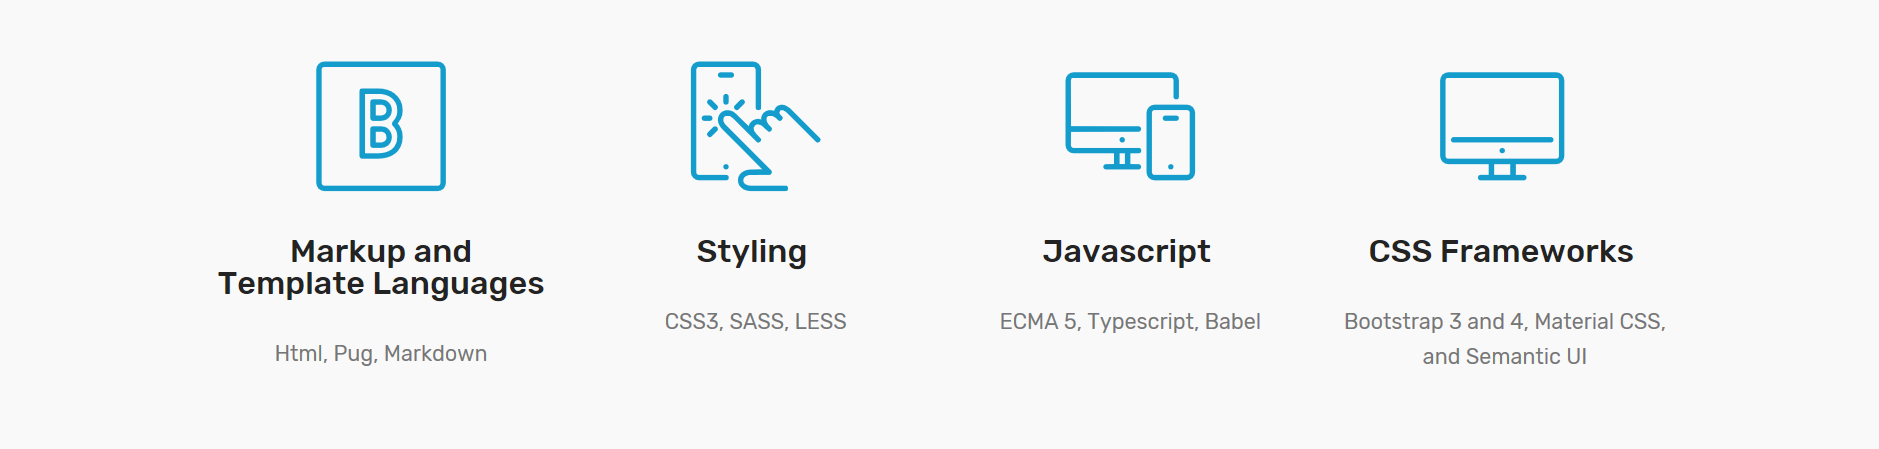 B
Markup and
Template Languages
Html, Pug, Markdown
Styling
CSS3, SASS, LESS
Javascript
ECMA 5, Typescript, Babel
CSS Frameworks
Bootstrap 3 and 4, Material CSS,
and Semantic UI